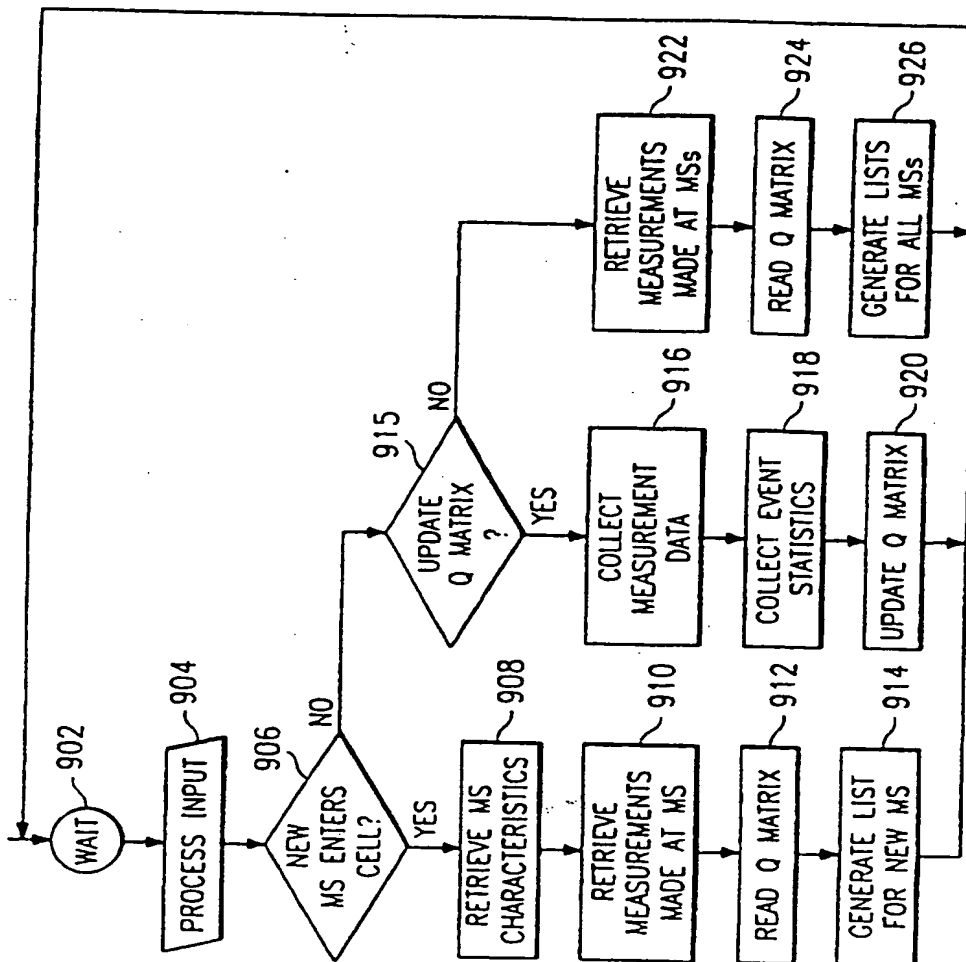 902
WAIT
904
PROCESS INPUT
906
NEW
MS ENTERS
CELL?
NO
YES
908
RETRIEVE MS
CHARACTERISTICS
910
RETRIEVE
MEASUREMENTS
MADE AT MS
912
READ Q MATRIX
914
GENERATE LIST
FOR NEW MS
915
UPDATE
Q MATRIX
?
NO
YES
916
COLLECT
MEASUREMENT
DATA
918
COLLECT EVENT
STATISTICS
920
UPDATE Q MATRIX
922
RETRIEVE
MEASUREMENTS
MADE AT MSs
924
READ Q MATRIX
926
GENERATE LISTS
FOR ALL MSs